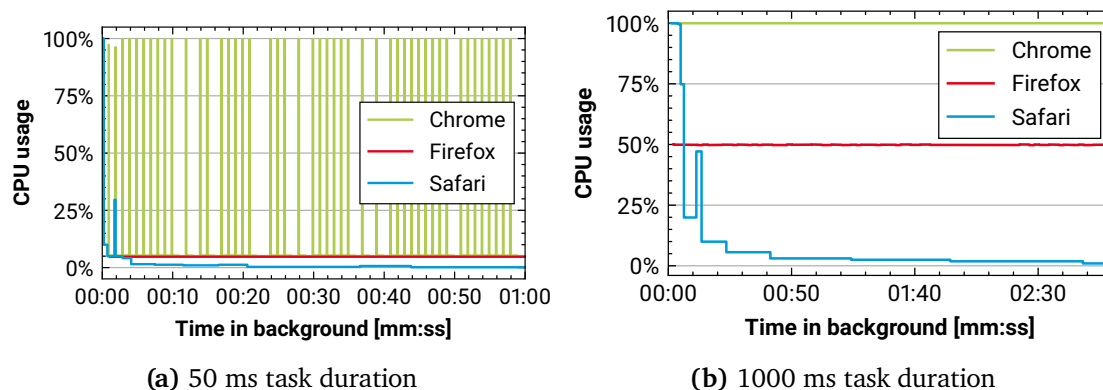 100%
75%
50%
25%
0%
CPU usage
Chrome
Firefox
Safari
00:00 00:10 00:20 00:30 00:40 00:50 01:00
Time in background [mm:ss]
(a) 50 ms task duration
100%
75%
50%
25%
0%
CPU usage
Chrome
Firefox
Safari
00:00 00:50 01:40 02:30
Time in background [mm:ss]
(b) 1000 ms task duration